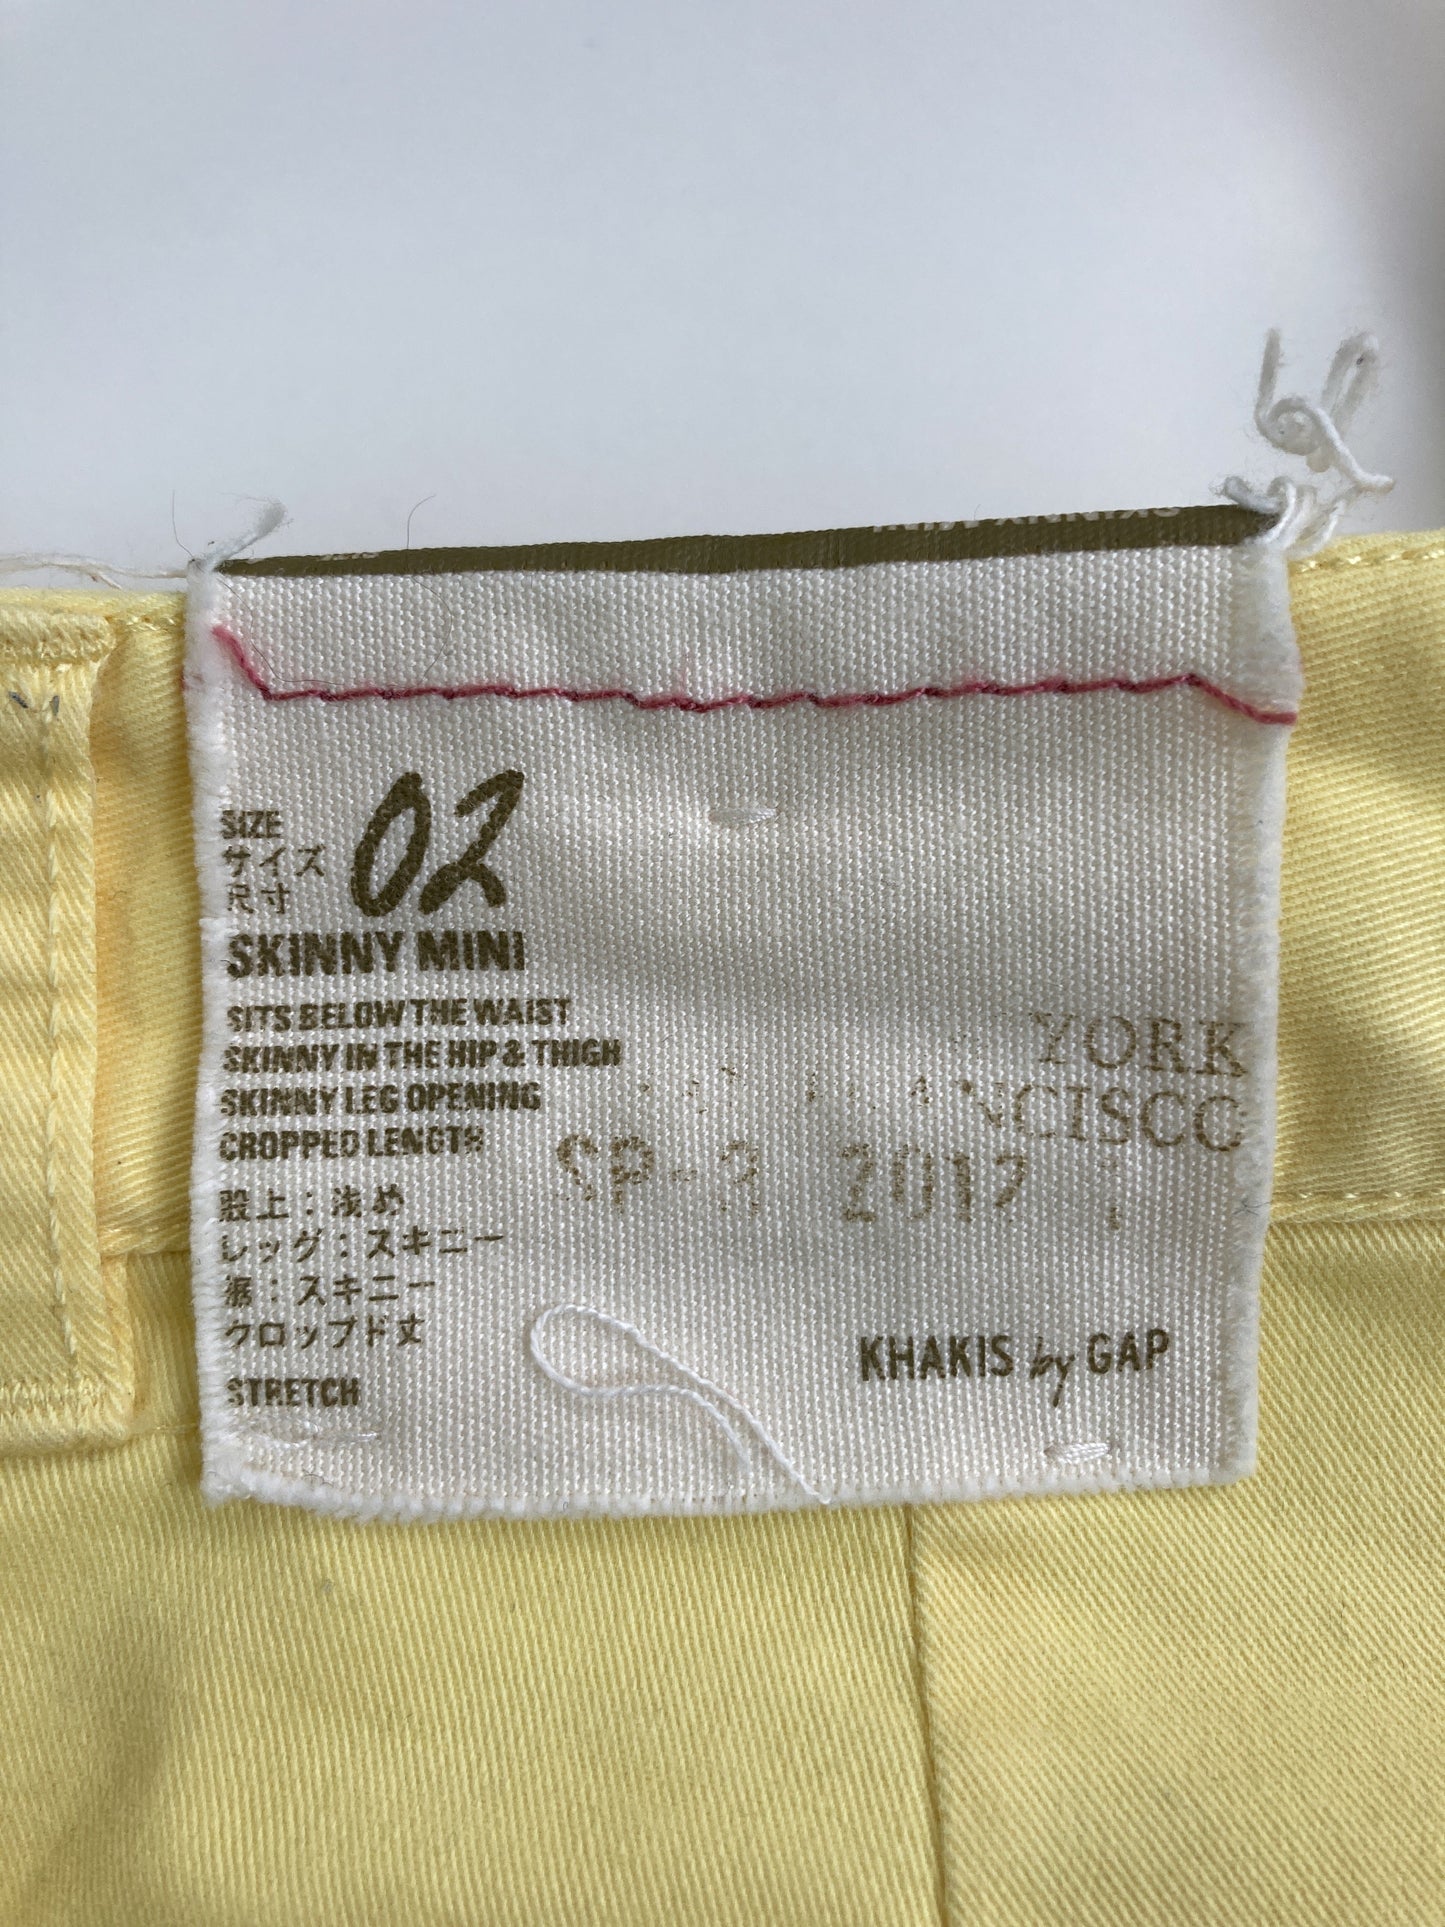 SIZE
サイズ
尺寸
02
SKINNY MINI
SITS BELOW THE WAIST
SKINNY IN THE HIP & THIGH
SKINNY LEG OPENING
CROPPED LENGTH
YORK
SP-3 2012
股上:浅め
レッグ:スキニー
裾:スキニー
クロップド丈
STRETCH
KHAKIS by GAP